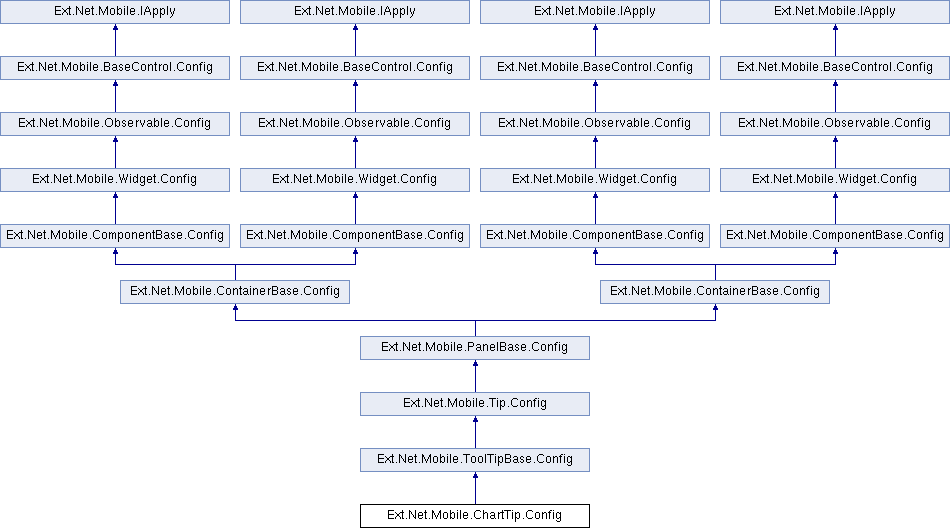 Ext.Net.Mobile.IApply
Ext.Net.Mobile.IApply
Ext.Net.Mobile.IApply
Ext.Net.Mobile.IApply
Ext.Net.Mobile.BaseControl.Config
Ext.Net.Mobile.BaseControl.Config
Ext.Net.Mobile.BaseControl.Config
Ext.Net.Mobile.BaseControl.Config
Ext.Net.Mobile.Observable.Config
Ext.Net.Mobile.Observable.Config
Ext.Net.Mobile.Observable.Config
Ext.Net.Mobile.Observable.Config
Ext.Net.Mobile.Widget.Config
Ext.Net.Mobile.Widget.Config
Ext.Net.Mobile.Widget.Config
Ext.Net.Mobile.Widget.Config
Ext.Net.Mobile.ComponentBase.Config
Ext.Net.Mobile.ComponentBase.Config
Ext.Net.Mobile.ComponentBase.Config
Ext.Net.Mobile.ComponentBase.Config
Ext.Net.Mobile.ContainerBase.Config
Ext.Net.Mobile.ContainerBase.Config
Ext.Net.Mobile.PanelBase.Config
Ext.Net.Mobile.Tip.Config
Ext.Net.Mobile.ToolTipBase.Config
Ext.Net.Mobile.ChartTip.Config